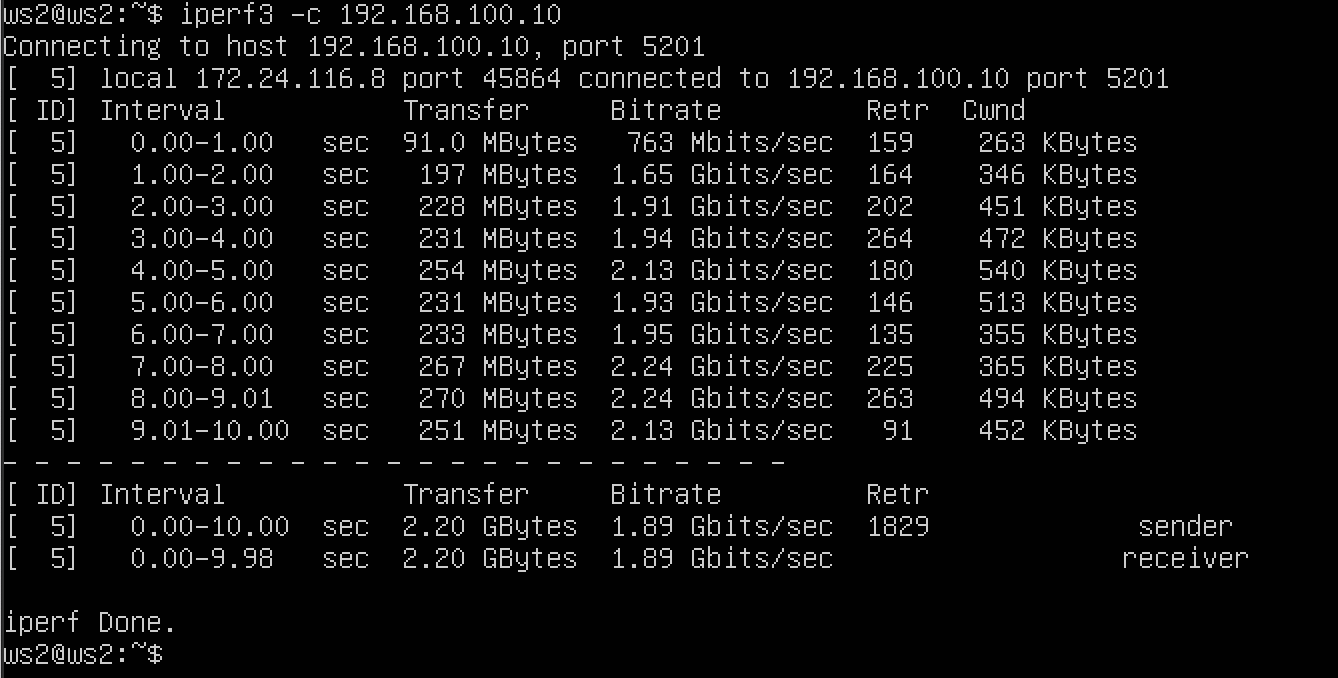 ws2@ws2:~$ iperf3 -c 192.168.100.10
Connecting to host 192.168.100.10, port 5201
[  5] local 172.24.116.8 port 45864 connected to 192.168.100.10 port 5201
[ ID] Interval           Transfer     Bitrate         Retr  Cwnd
[  5]   0.00-1.00   sec  91.0 MBytes   763 Mbits/sec  159    263 KBytes
[  5]   1.00-2.00   sec   197 MBytes  1.65 Gbits/sec  164    346 KBytes
[  5]   2.00-3.00   sec   228 MBytes  1.91 Gbits/sec  202    451 KBytes
[  5]   3.00-4.00   sec   231 MBytes  1.94 Gbits/sec  264    472 KBytes
[  5]   4.00-5.00   sec   254 MBytes  2.13 Gbits/sec  180    540 KBytes
[  5]   5.00-6.00   sec   231 MBytes  1.93 Gbits/sec  146    513 KBytes
[  5]   6.00-7.00   sec   233 MBytes  1.95 Gbits/sec  135    355 KBytes
[  5]   7.00-8.00   sec   267 MBytes  2.24 Gbits/sec  225    365 KBytes
[  5]   8.00-9.01   sec   270 MBytes  2.24 Gbits/sec  263    494 KBytes
[  5]   9.01-10.00  sec   251 MBytes  2.13 Gbits/sec   91    452 KBytes
- - - - - - - - - - - - - - - - - - - - - - - - -
[ ID] Interval           Transfer     Bitrate         Retr
[  5]   0.00-10.00  sec  2.20 GBytes  1.89 Gbits/sec  1829             sender
[  5]   0.00-9.98   sec  2.20 GBytes  1.89 Gbits/sec                  receiver

iperf Done.
ws2@ws2:~$